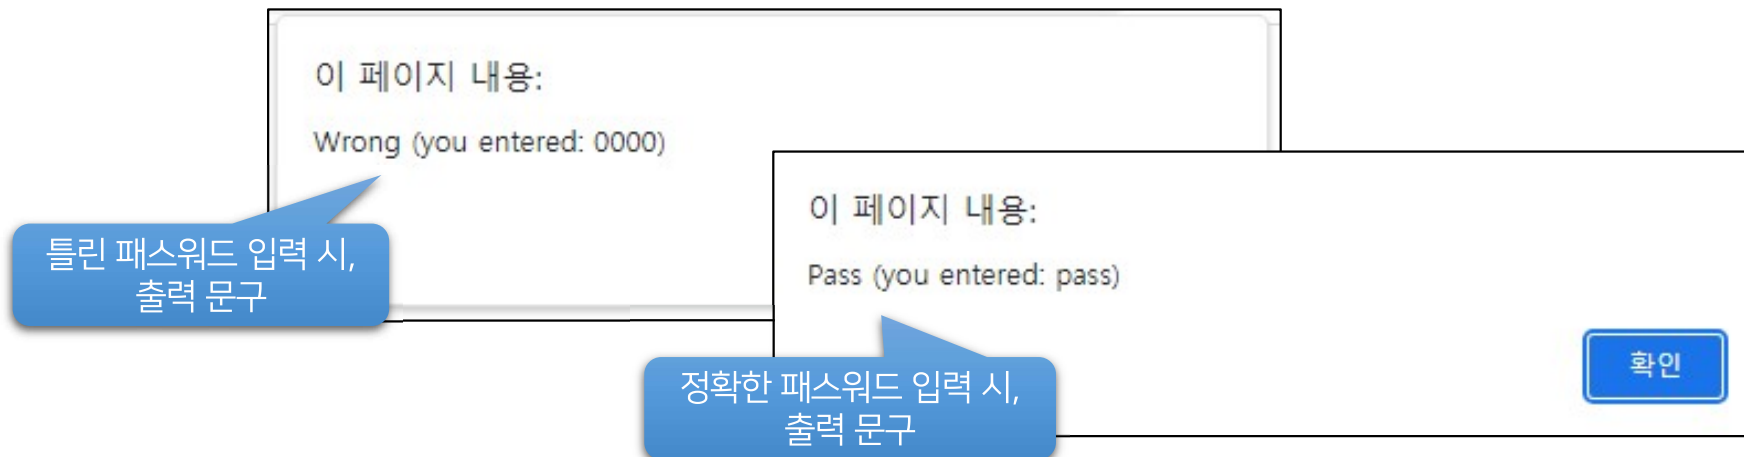 이 페이지 내용:
Wrong (you entered: 0000)
틀린 패스워드 입력 시,
출력 문구
이 페이지 내용:
Pass (you entered: pass)
확인
정확한 패스워드 입력 시,
출력 문구